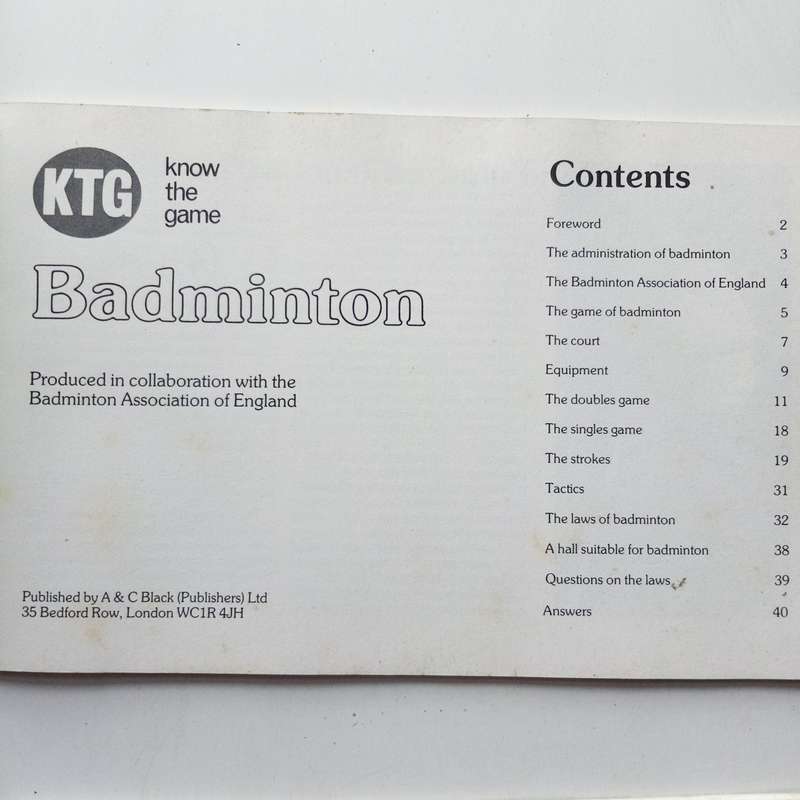 KTG
know
the
game
Badminton
Produced in collaboration with the
Badminton Association of England
Published by A & C Black (Publishers) Ltd
35 Bedford Row, London WC1R 4JH
Contents
Foreword 2
The administration of badminton 3
The Badminton Association of England 4
The game of badminton 5
The court 7
Equipment 9
The doubles game 11
The singles game 18
The strokes 19
Tactics 31
The laws of badminton 32
A hall suitable for badminton 38
Questions on the laws 39
Answers 40